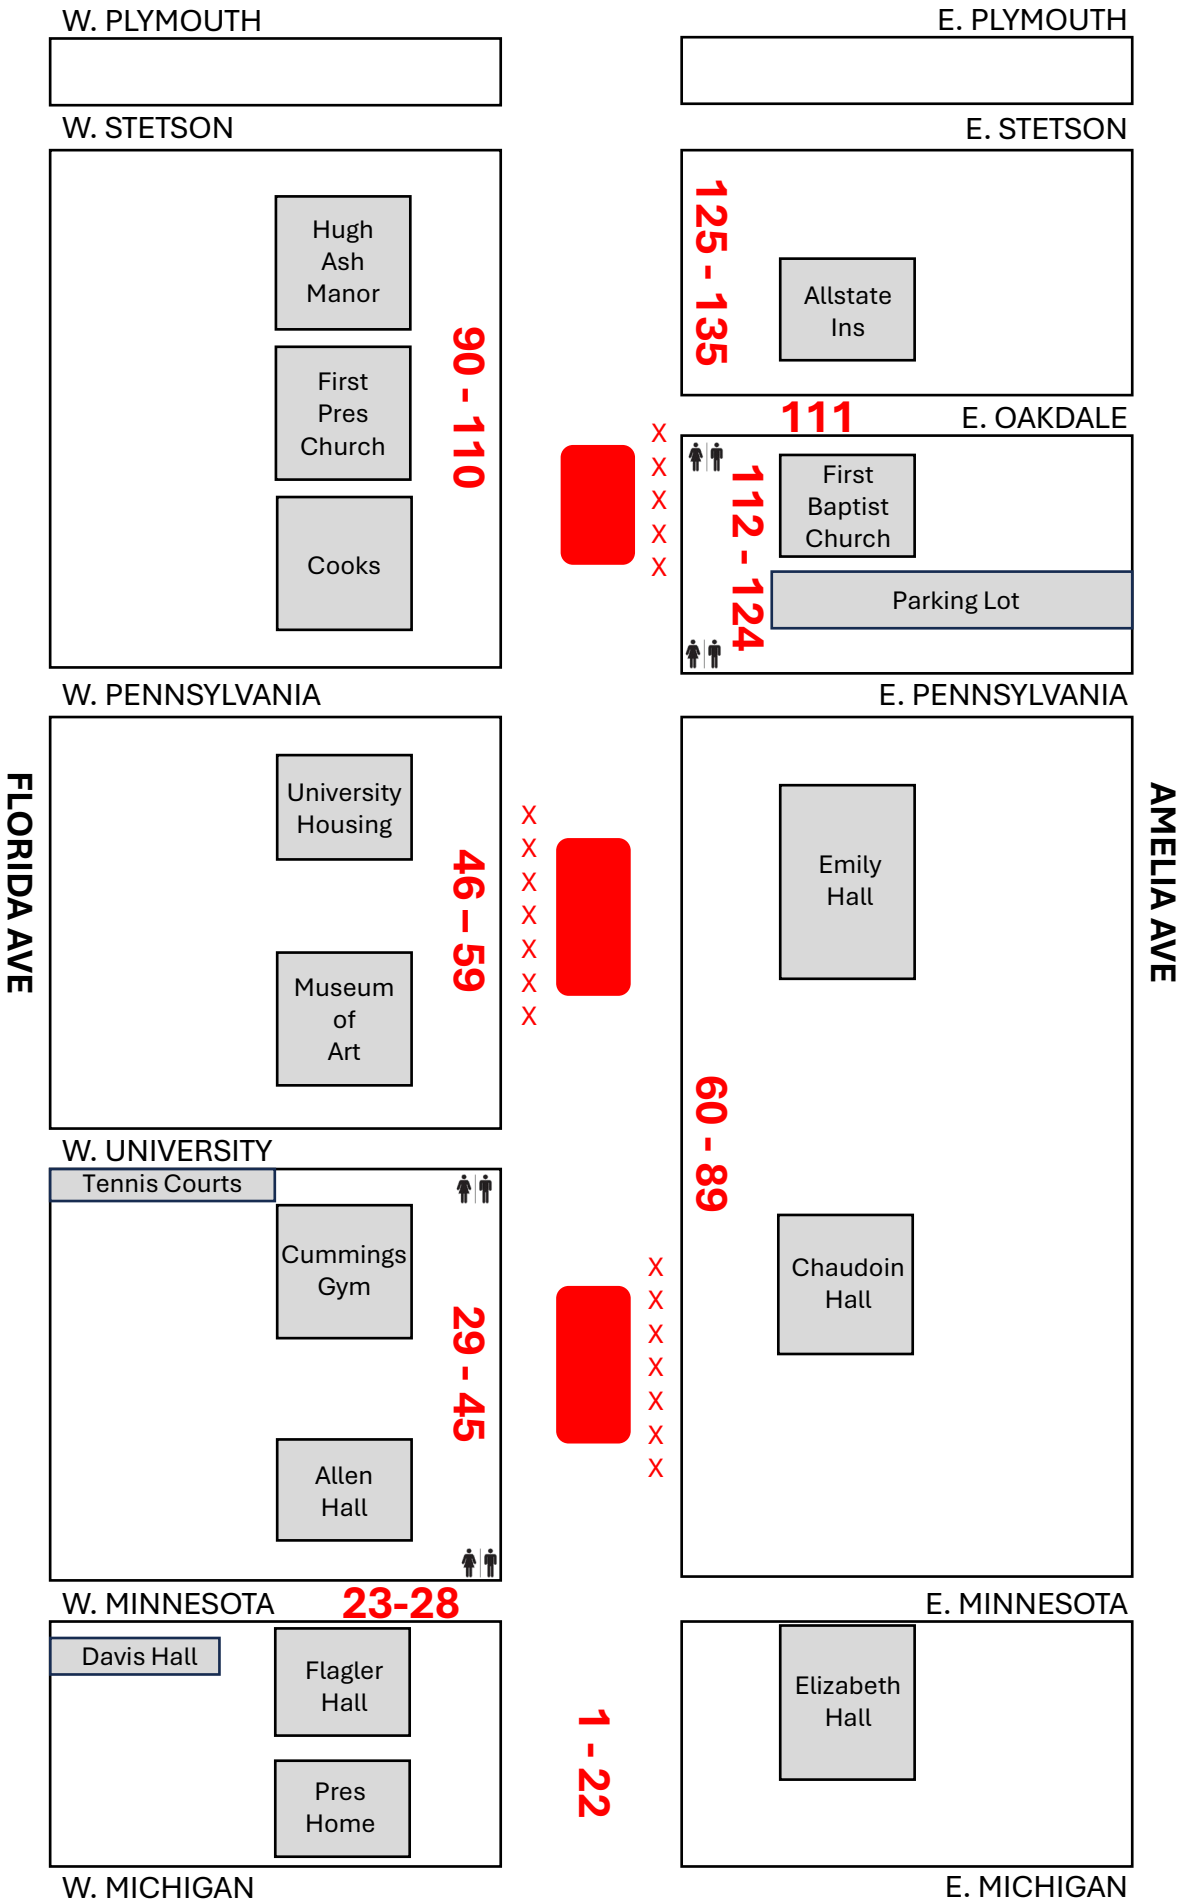 W. PLYMOUTH
E. PLYMOUTH
W. STETSON
E. STETSON
Hugh
Ash
Manor
First
Pres
Church
Cooks
90 - 110
125 - 135
Allstate
Ins
111
E. OAKDALE
X
X
X
X
X
112 - 124
First
Baptist
Church
Parking Lot
W. PENNSYLVANIA
E. PENNSYLVANIA
FLORIDA AVE
University
Housing
Museum
of
Art
46 – 59
X
X
X
X
X
X
X
Emily
Hall
60 - 89
Chaudoin
Hall
AMELIA AVE
W. UNIVERSITY
Tennis Courts
Cummings
Gym
29 - 45
Allen
Hall
X
X
X
X
X
X
X
W. MINNESOTA
23-28
E. MINNESOTA
Davis Hall
Flagler
Hall
Pres
Home
1 - 22
Elizabeth
Hall
W. MICHIGAN
E. MICHIGAN